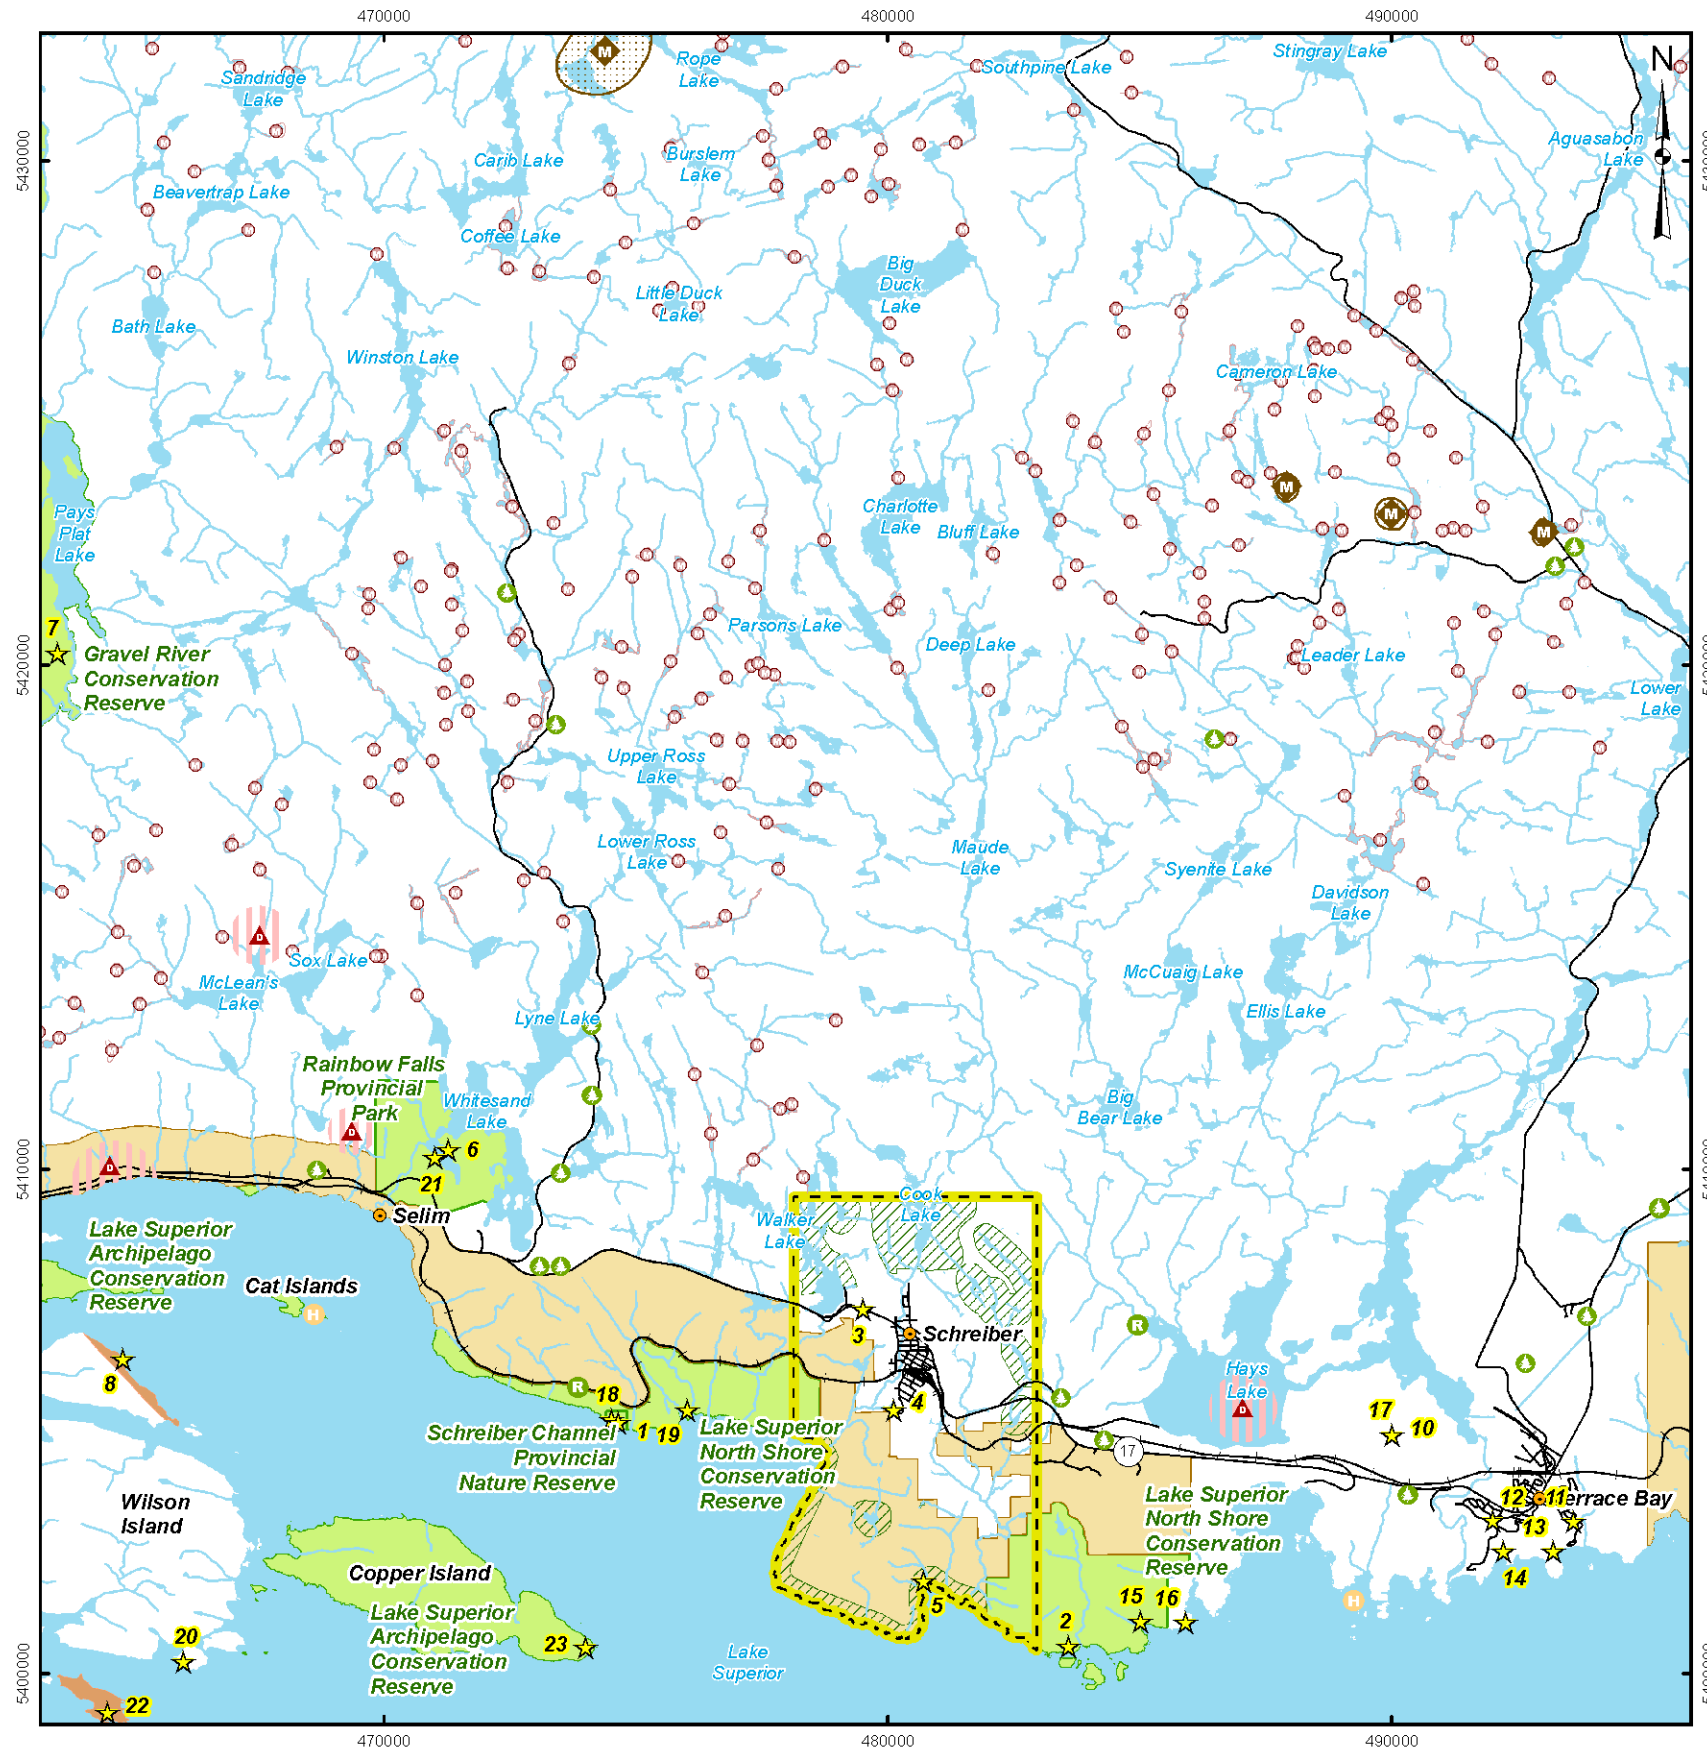 470000
480000
490000
N
Sandridge
Lake
Rope
Lake
Southpine Lake
Stingray Lake
Aguasabon
Lake
5430000
Carib Lake
Burslem
Lake
Beavertrap Lake
Coffee Lake
Big
Duck
Lake
Little Duck
Lake
Bath Lake
Winston Lake
Cameron Lake
Pays
Plat
Lake
Charlotte
Lake
Bluff Lake
7
Gravel River
Conservation
Reserve
5420000
Parsons Lake
Deep Lake
Leader Lake
Lower
Lake
Upper Ross
Lake
Lower Ross
Lake
Maude
Lake
Syenite Lake
Davidson
Lake
Sox Lake
McLean's
Lake
McCuaig Lake
Lyne Lake
Ellis Lake
Rainbow Falls
Provincial
Park
Whitesand
Lake
Big
Bear Lake
5410000
6
21
Selim
Cook
Lake
Walker
Lake
Lake Superior
Archipelago
Conservation
Reserve
Cat Islands
H
3
Schreiber
R
8
Hays
Lake
R
18
1
19
4
17
10
Schreiber Channel
Provincial
Nature Reserve
Lake Superior
North Shore
Conservation
Reserve
17
Lake Superior
North Shore
Conservation
Reserve
12
11
errace Bay
13
14
Wilson
Island
Copper Island
Lake Superior
Archipelago
Conservation
Reserve
5
15
16
2
H
20
23
Lake
Superior
5400000
22
470000
480000
490000